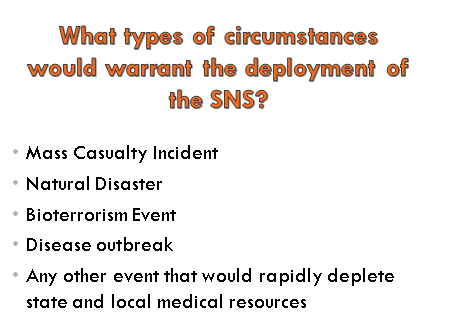 What types of circumstances
would warrant the deployment of
the SNS?
• Mass Casualty Incident
• Natural Disaster
• Bioterrorism Event
• Disease outbreak
• Any other event that would rapidly deplete
state and local medical resources